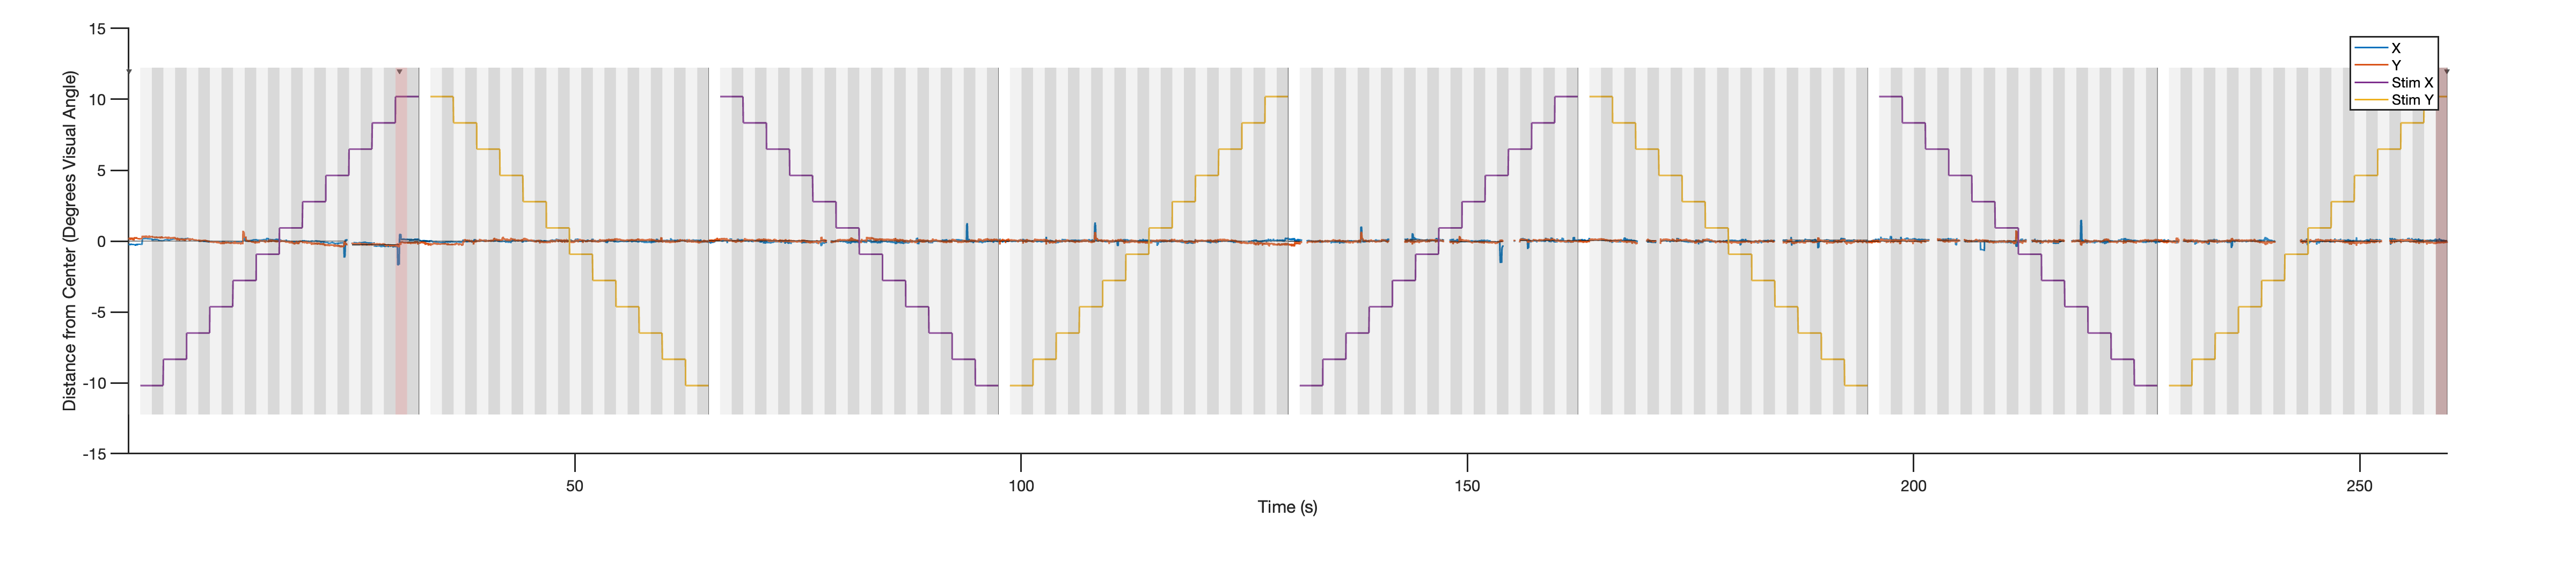 15
10
5
0
-5
-10
-15
Distance from Center (Degrees Visual Angle)
50
100
150
200
250
Time (s)
X
Y
Stim X
Stim Y